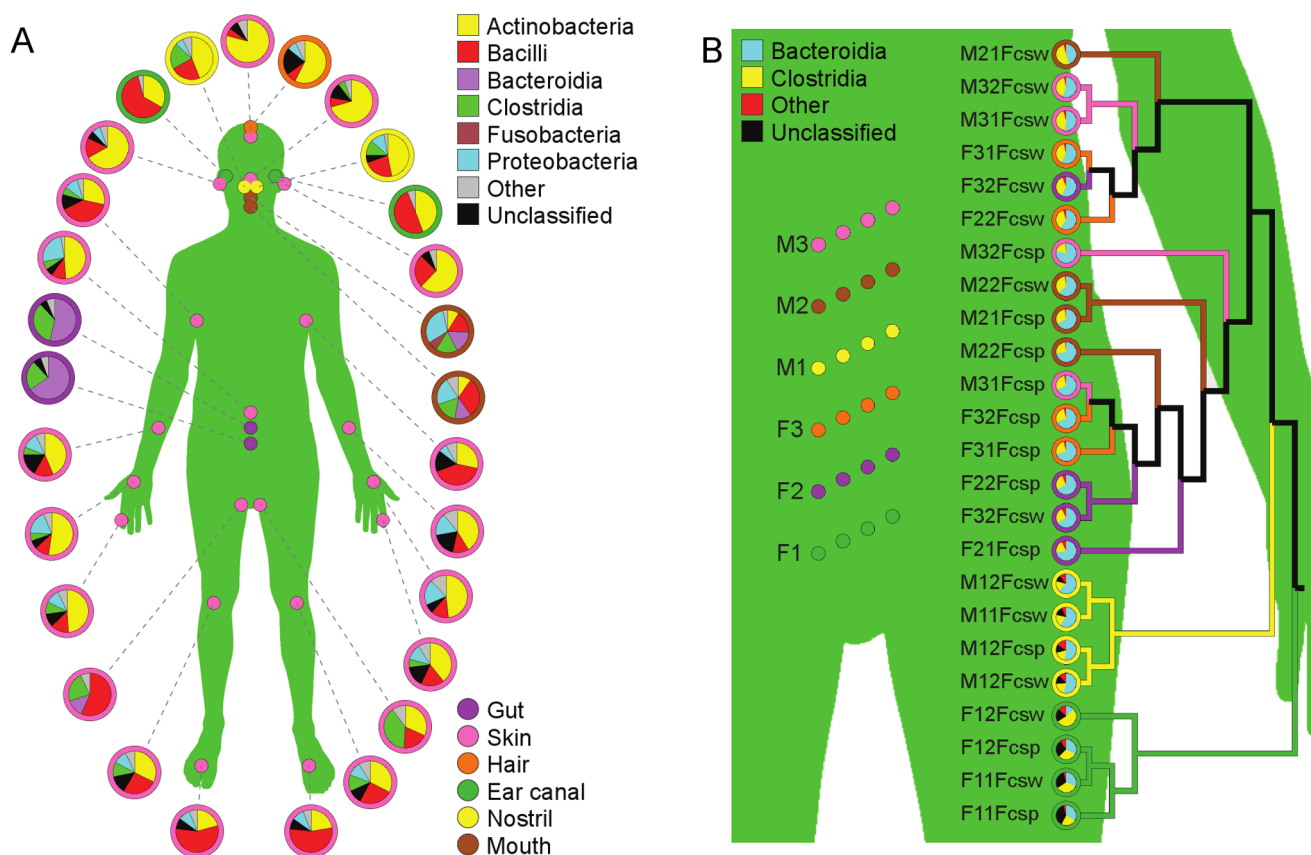 A
Actinobacteria
Bacilli
Bacteroidia
Clostridia
Fusobacteria
Proteobacteria
Other
Unclassified
Gut
Skin
Hair
Ear canal
Nostril
Mouth
B
Bacteroidia
Clostridia
Other
Unclassified
M3
M2
M1
F3
F2
F1
M21Fcsw
M32Fcsw
M31Fcsw
F31Fcsw
F32Fcsw
F22Fcsw
M32Fcsp
M22Fcsw
M21Fcsp
M22Fcsp
M31Fcsp
F32Fcsp
F31Fcsp
F22Fcsp
F32Fcsw
F21Fcsp
M12Fcsw
M11Fcsw
M12Fcsp
M12Fcsw
F12Fcsw
F12Fcsp
F11Fcsw
F11Fcsp